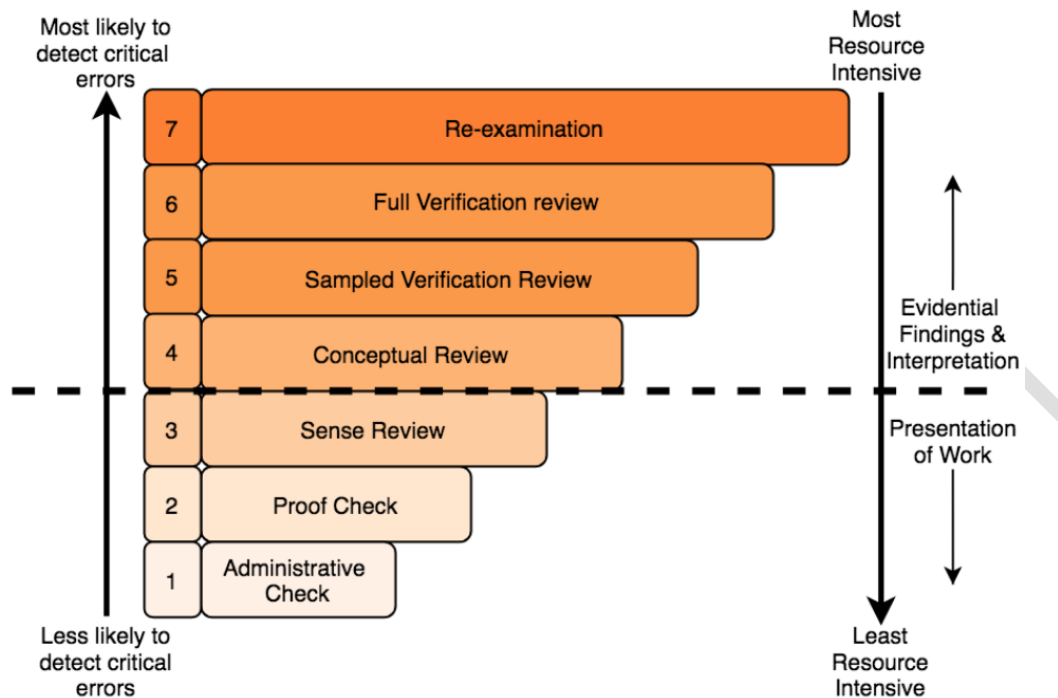 Most likely to
detect critical
errors
Most
Resource
Intensive
7
Re-examination
6
Full Verification review
5
Sampled Verification Review
4
Conceptual Review
Evidential
Findings &
Interpretation
3
Sense Review
Presentation
of Work
2
Proof Check
1
Administrative
Check
Less likely to
detect critical
errors
Least
Resource
Intensive